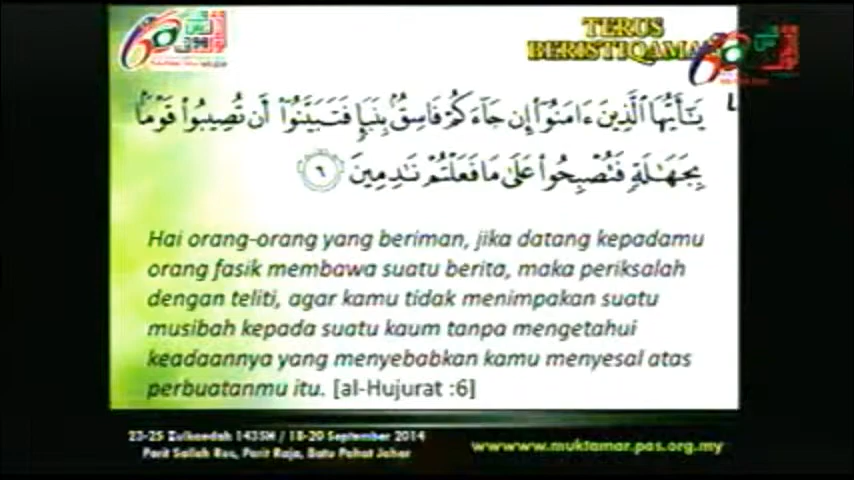 TERUS
BERISTIQAMAH
يَٰٓأَيُّهَا ٱلَّذِينَ ءَامَنُوٓا۟ إِن جَآءَكُمْ فَاسِقٌۢ بِنَبَإٍ فَتَبَيَّنُوٓا۟ أَن تُصِيبُوا۟ قَوْمًۢا
بِجَهَٰلَةٍ فَتُصْبِحُوا۟ عَلَىٰ مَا فَعَلْتُمْ نَٰدِمِينَ ٦
Hai orang-orang yang beriman, jika datang kepadamu
orang fasik membawa suatu berita, maka periksalah
dengan teliti, agar kamu tidak menimpakan suatu
musibah kepada suatu kaum tanpa mengetahui
keadaannya yang menyebabkan kamu menyesal atas
perbuatanmu itu. [al-Hujurat :6]
23-25 Zulkaedah 1435H / 18-20 September 2014
Parit Salleh Ros, Parit Raja, Batu Pahat Johor
www.muktamar.pas.org.my